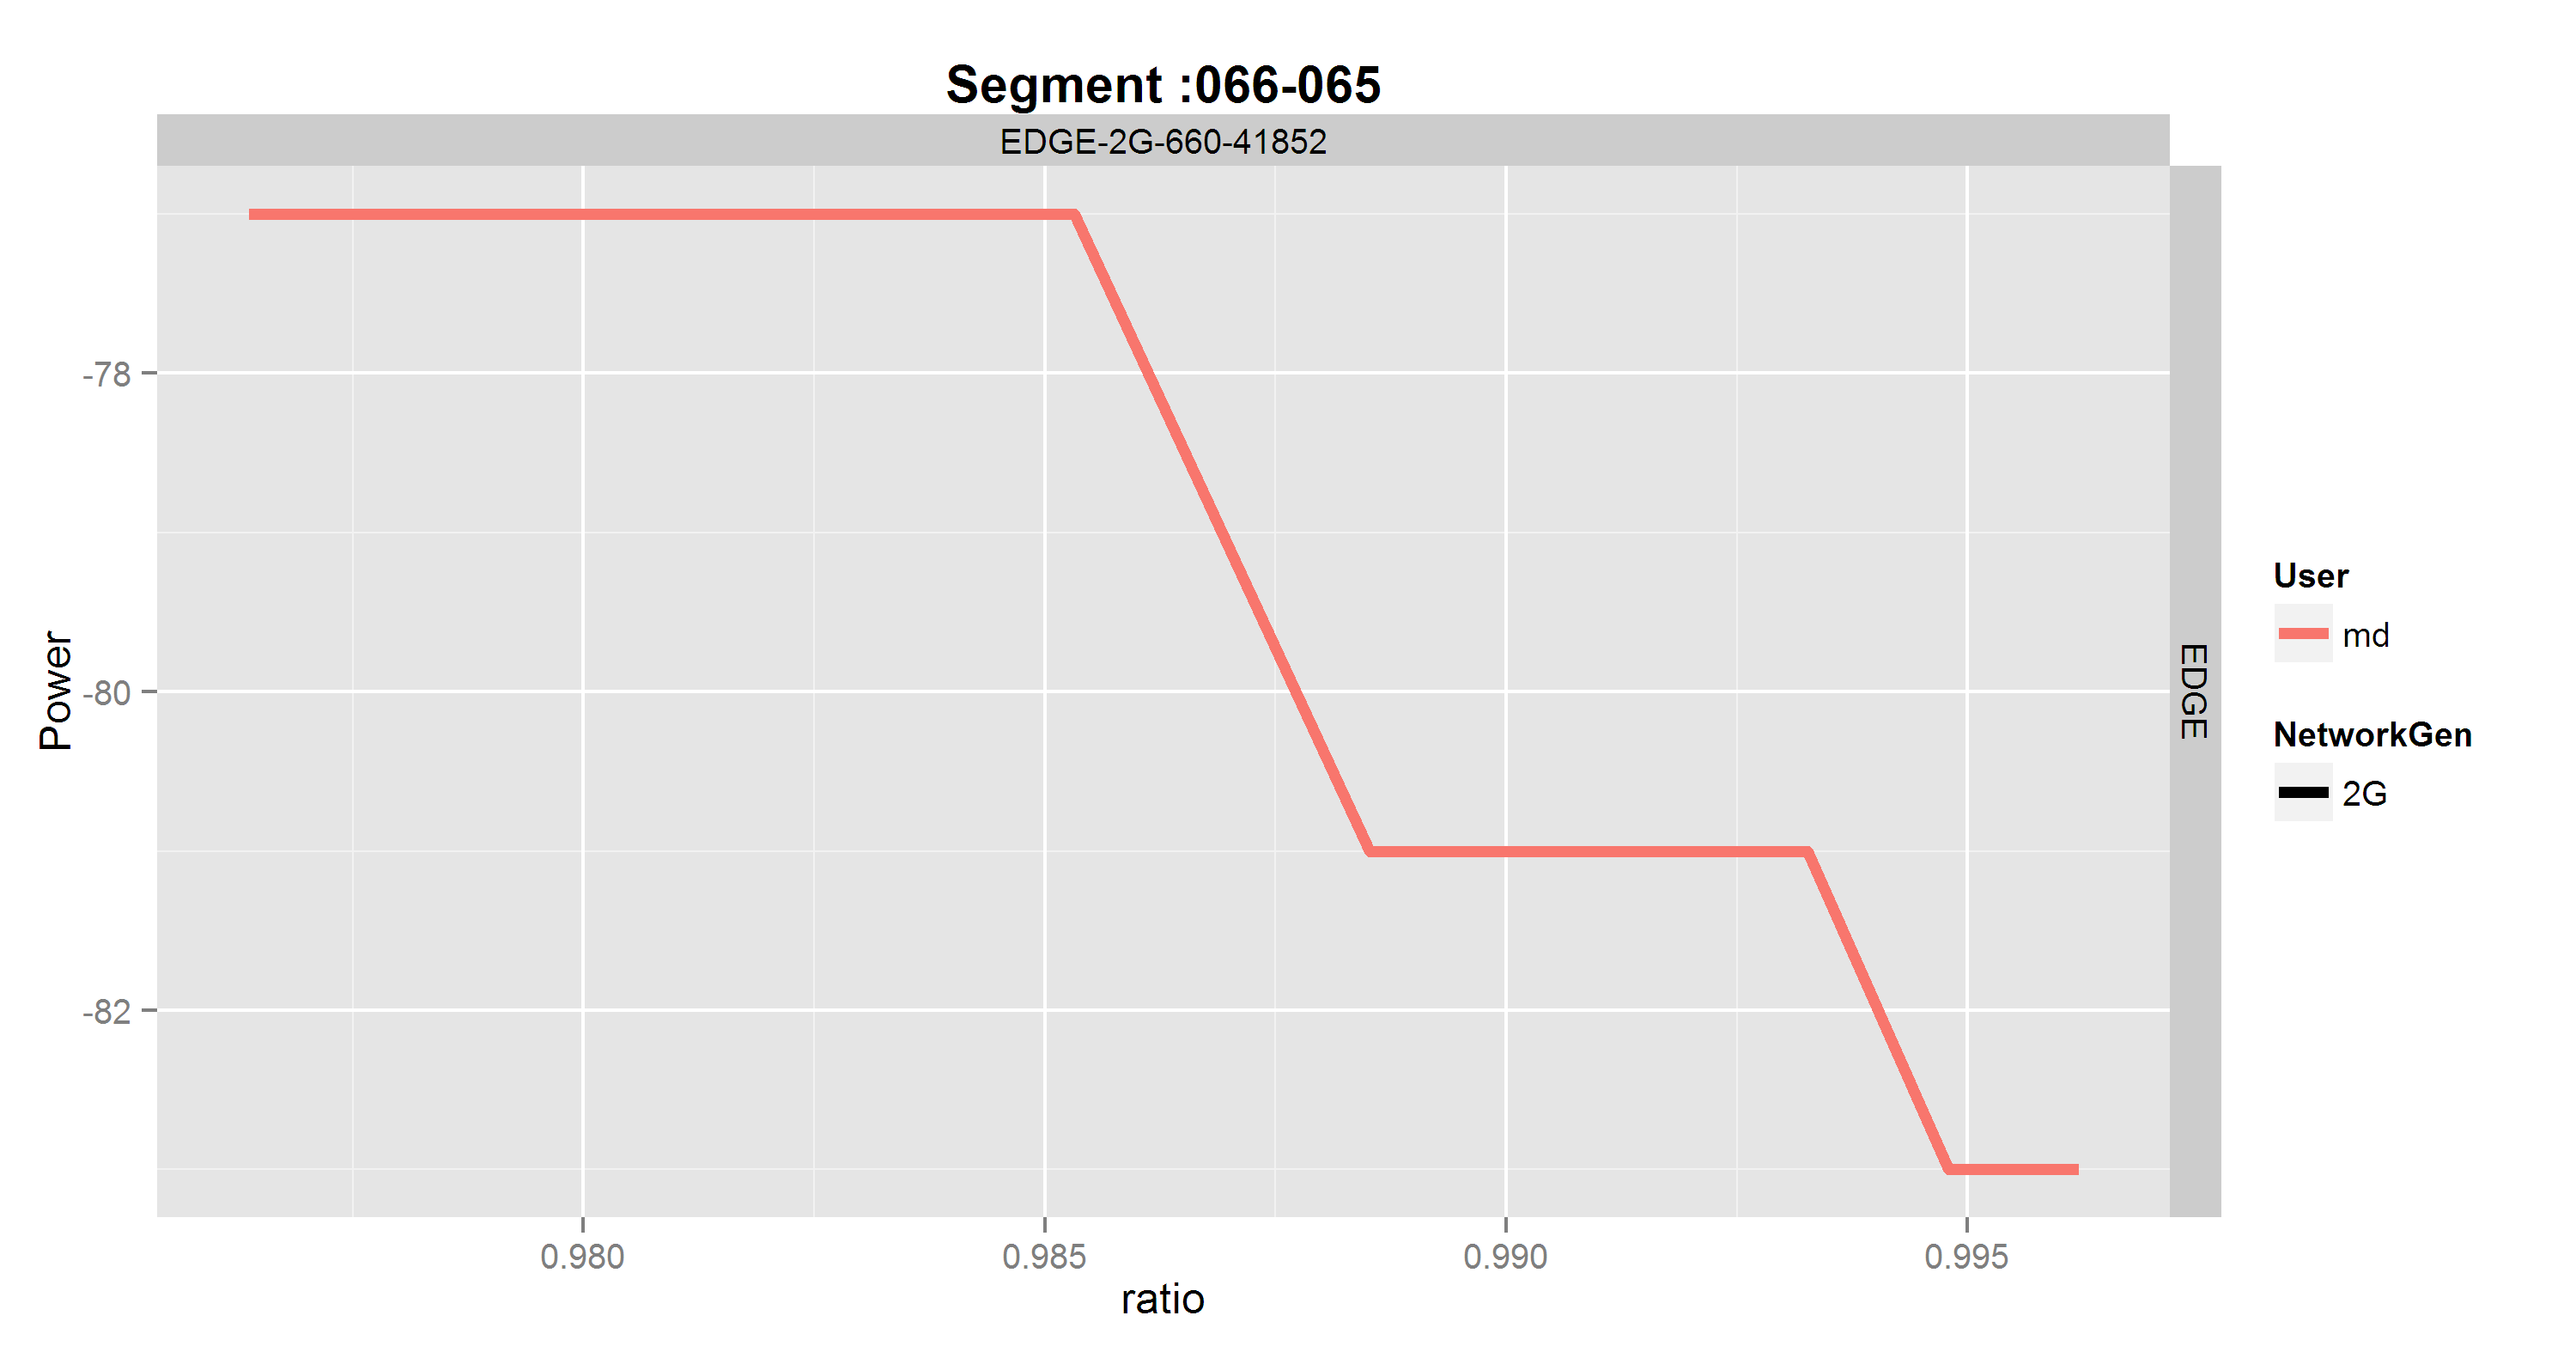 Segment :066-065
EDGE-2G-660-41852
EDGE
Power
-78
-80
-82
0.980
0.985
0.990
0.995
ratio
User
md
NetworkGen
2G